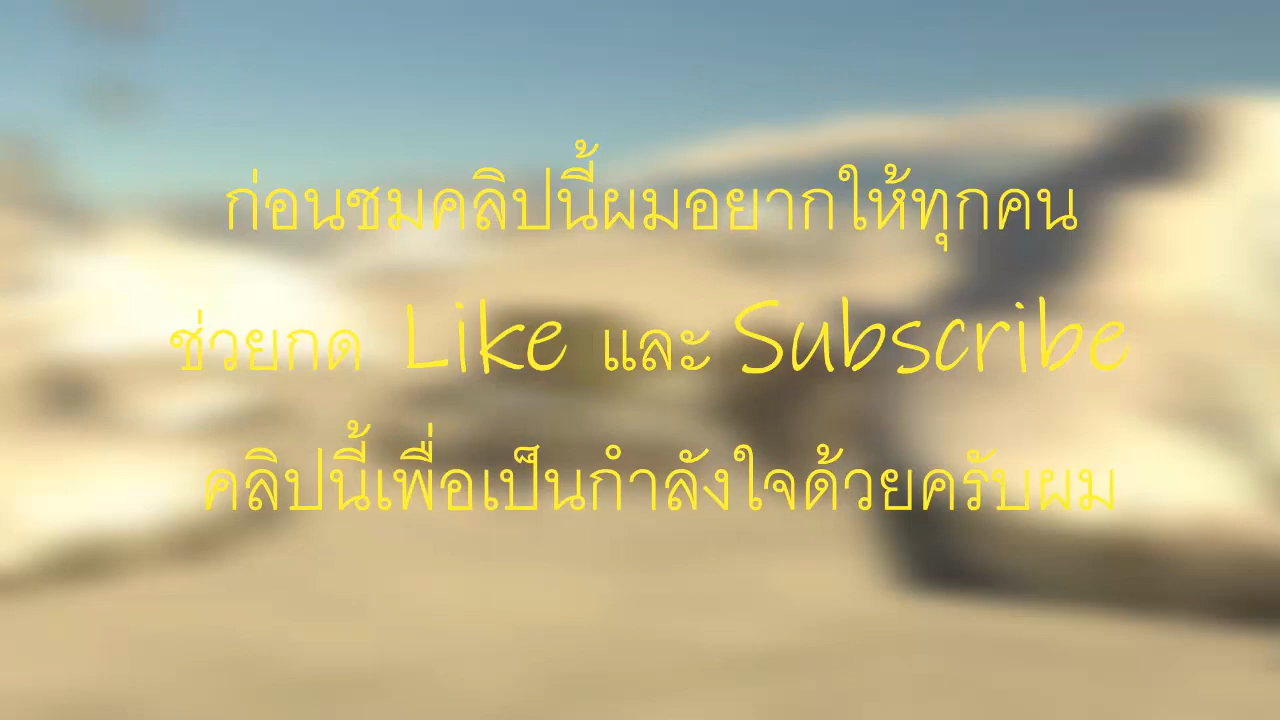 ก่อนชมคลิปนี้ผมอยากให้ทุกคน
ช่วยกด Like และ Subscribe
คลิปนี้เพื่อเป็นกำลังใจด้วยครับผม